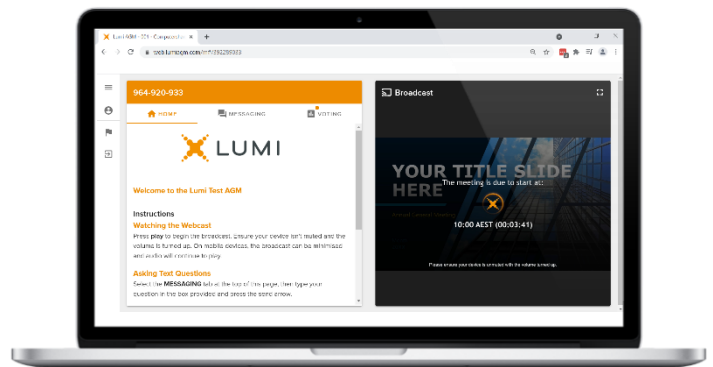 Lumi AGM
964-920-933
Broadcast
HOME
MESSAGING
VOTING
LUMI
YOUR TITLE SLIDE
HERE
The meeting is due to start at:
10:00 AEST (00:03:41)
Please ensure your device is unmuted with the volume turned up.
Welcome to the Lumi Test AGM
Instructions
Watching the Webcast
Press play to begin the broadcast. Ensure your device isn't muted and the
volume is turned up. On mobile devices, the broadcast can be minimised
and audio will continue to play.
Asking Text Questions
Select the MESSAGING tab at the top of this page, then type your
question in the box provided and press the send arrow.